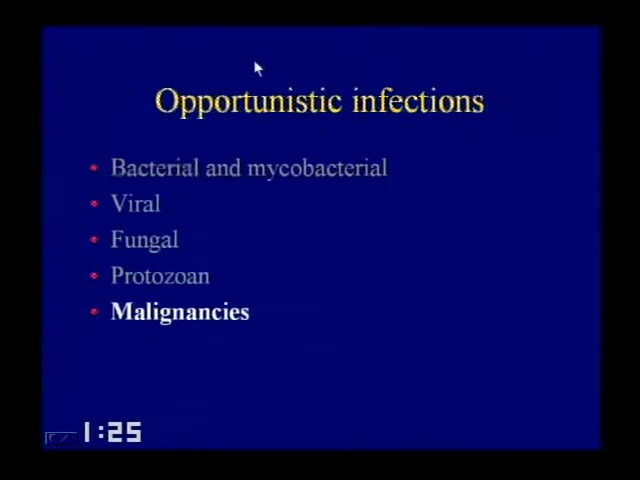 Opportunistic infections
• Bacterial and mycobacterial
• Viral
• Fungal
• Protozoan
• Malignancies
1:25